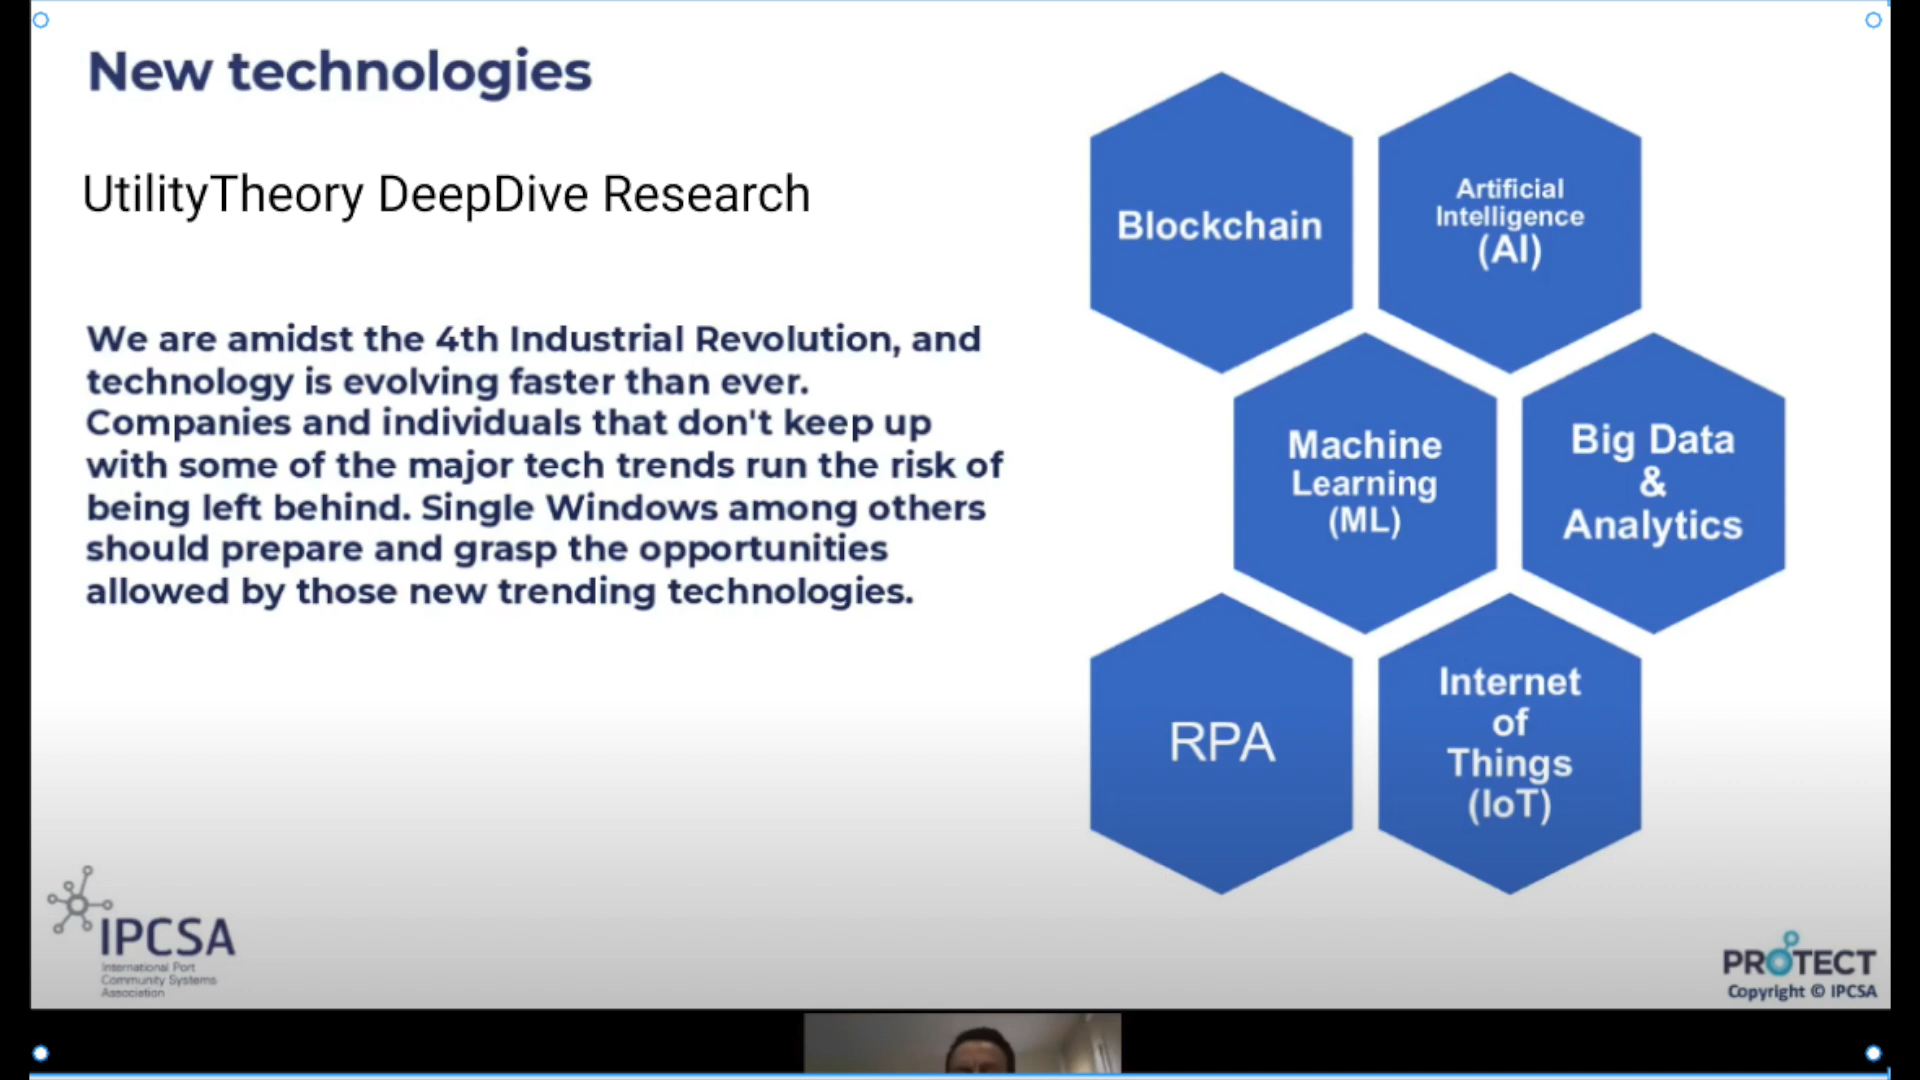 New technologies
UtilityTheory DeepDive Research
We are amidst the 4th Industrial Revolution, and
technology is evolving faster than ever.
Companies and individuals that don't keep up
with some of the major tech trends run the risk of
being left behind. Single Windows among others
should prepare and grasp the opportunities
allowed by those new trending technologies.
Blockchain
Artificial
Intelligence
(AI)
Machine
Learning
(ML)
Big Data
&
Analytics
RPA
Internet
of
Things
(IoT)
IPCSA
International Port
Community Systems
Association
PROTECT
Copyright © IPCSA